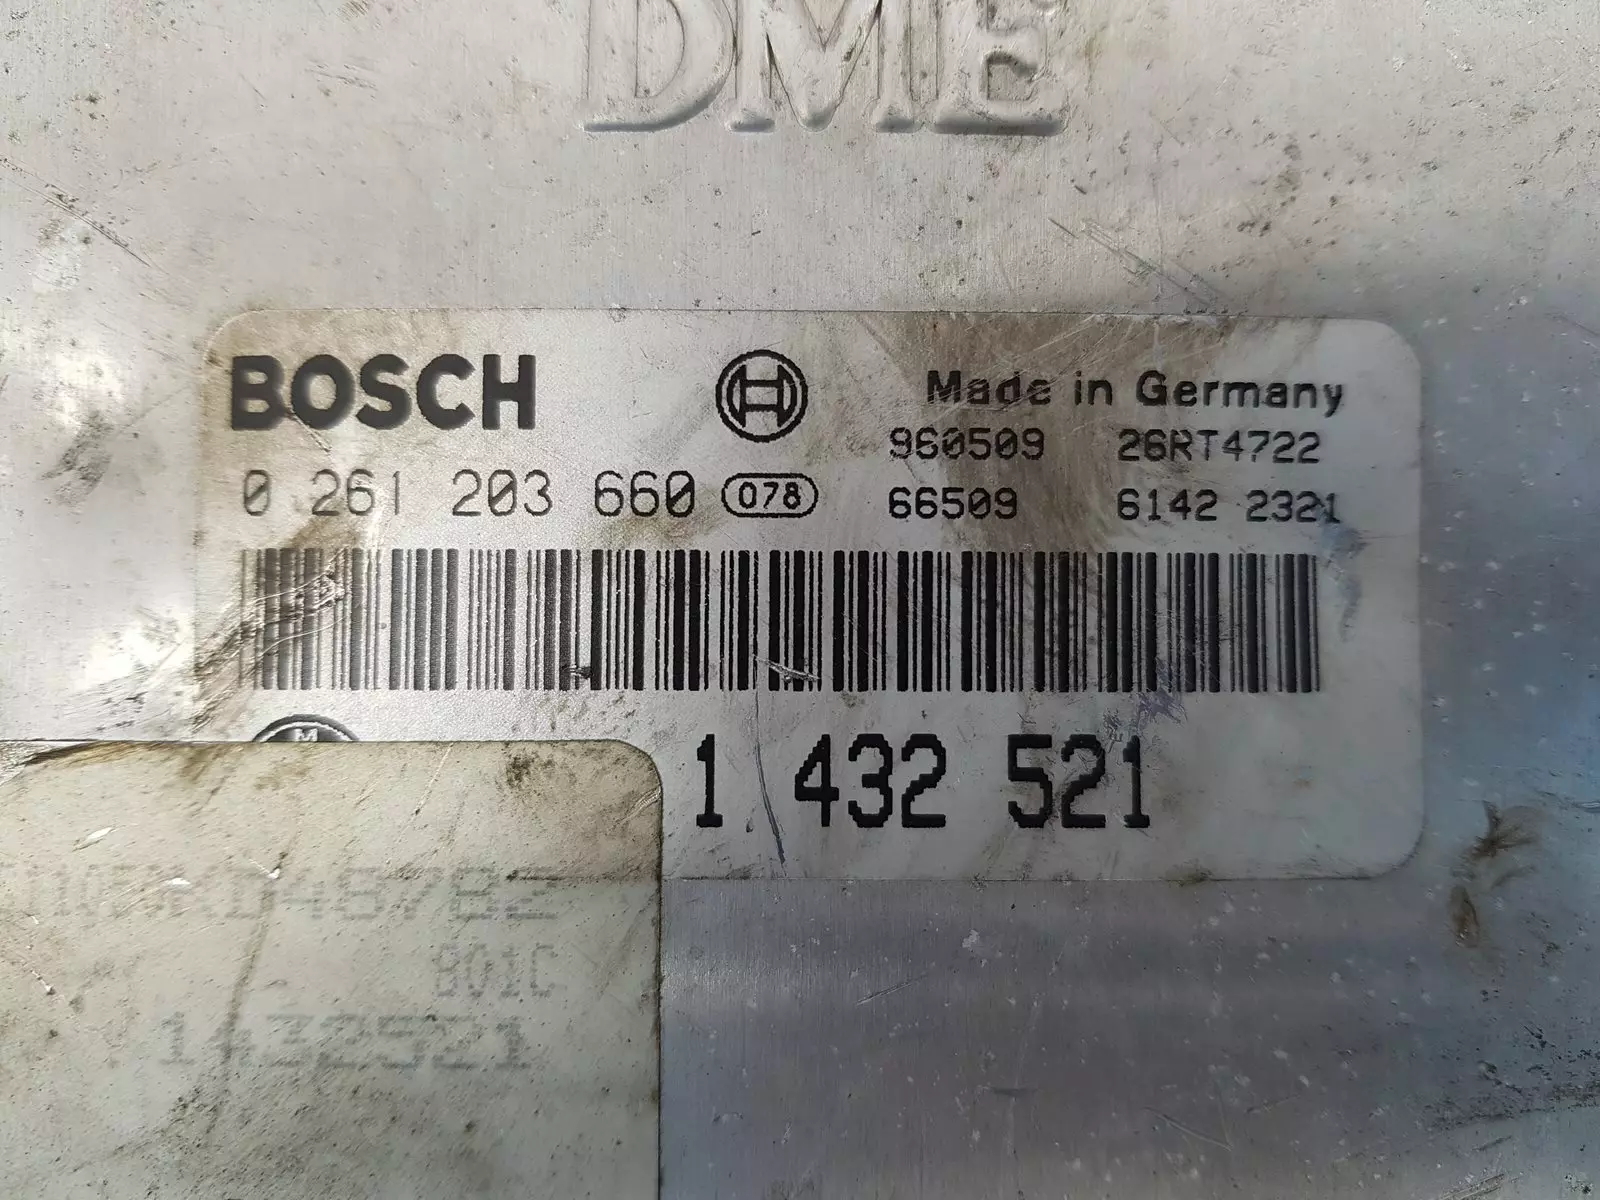 DME
BOSCH
Made in Germany
960509 26RT4722
0 261 203 660 078
66509 6142 2321
1 432 521
B01C
1432521